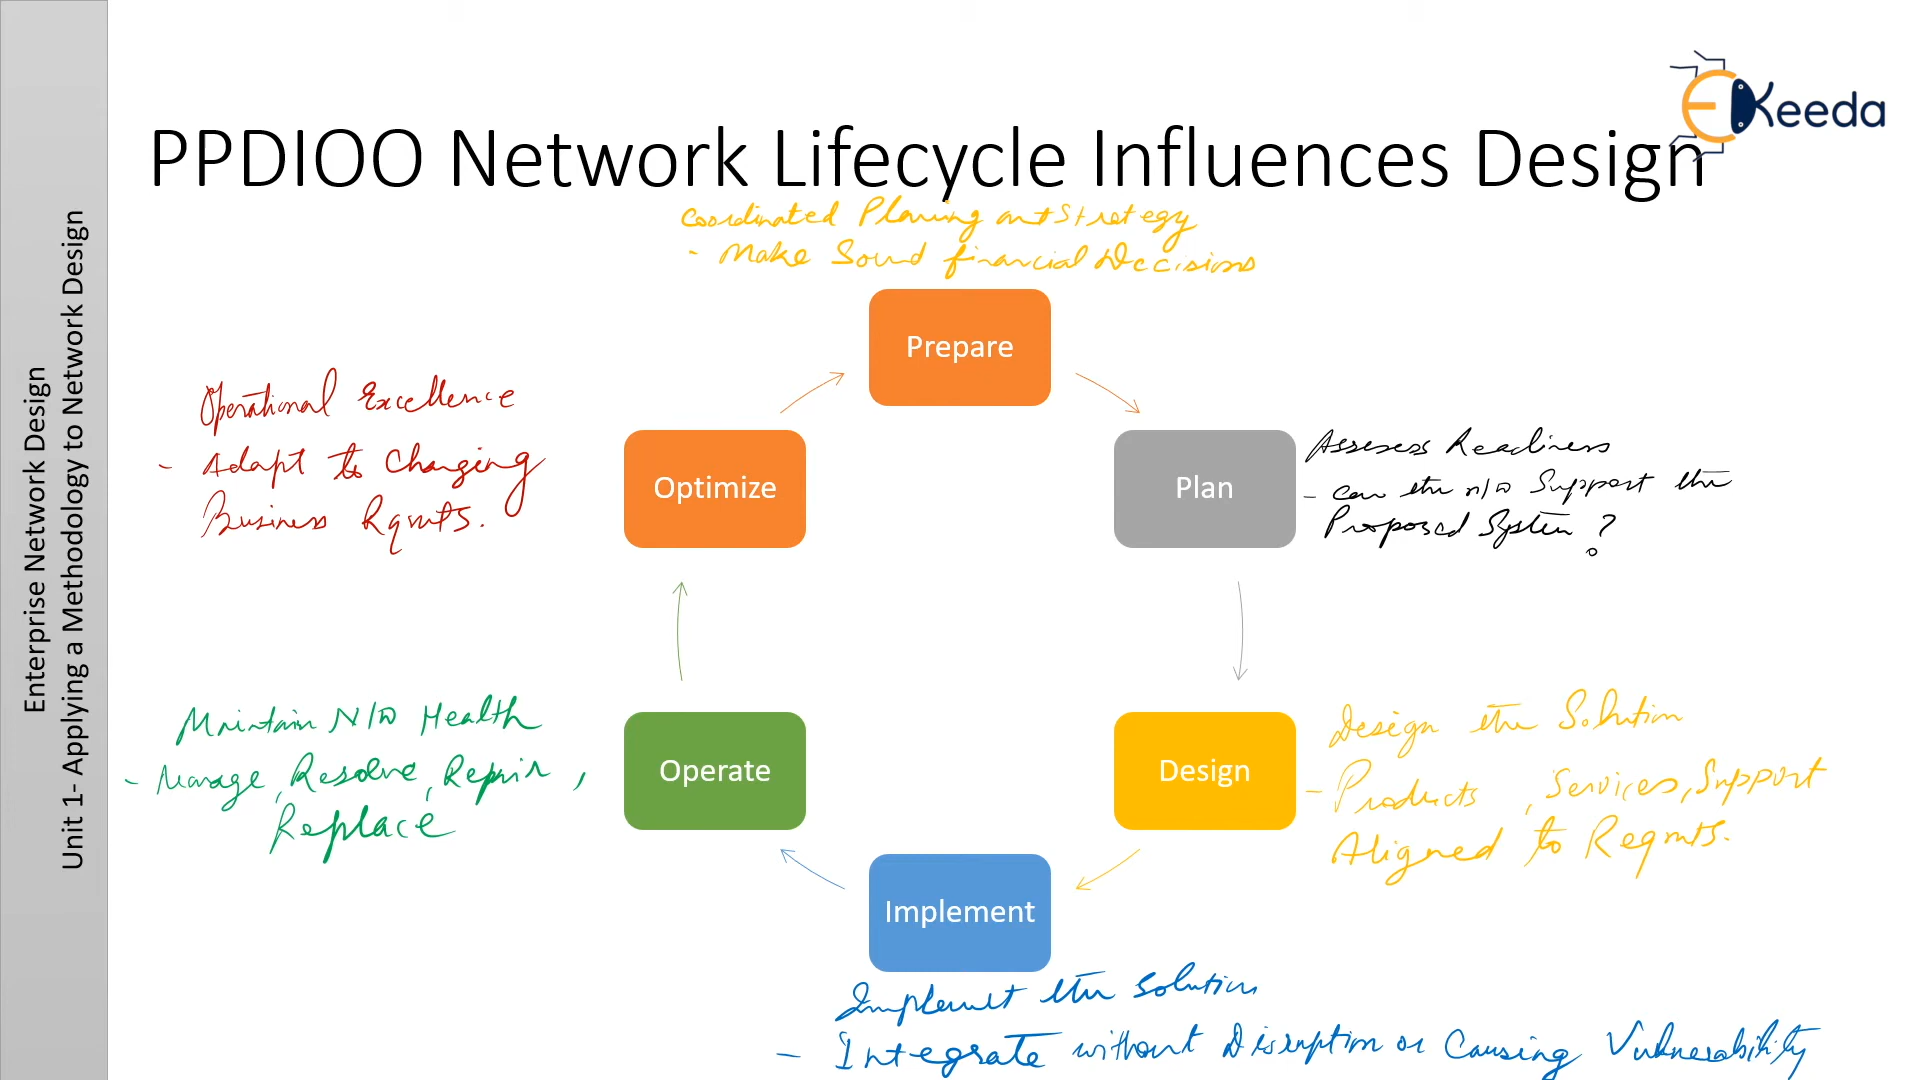 Enterprise Network Design
Unit 1- Applying a Methodology to Network Design
EKeeda
PPDIOO Network Lifecycle Influences Design
Coordinated Planing and Strategy
- Make Sound financial Decisions
Prepare
Operational Excellence
- Adapt to Changing
Business Rqmts.
Optimize
Plan
Assesess Readiness
- can the n/w Support the
Proposed System ?
Maintain N/W Health
- Manage, Resolve, Repair,
Replace
Operate
Design
Design the Solution
- Products, Services, Support
Aligned to Reqmts.
Implement
Implement the Solution
- Integrate without Disruption or Causing Vulnerability